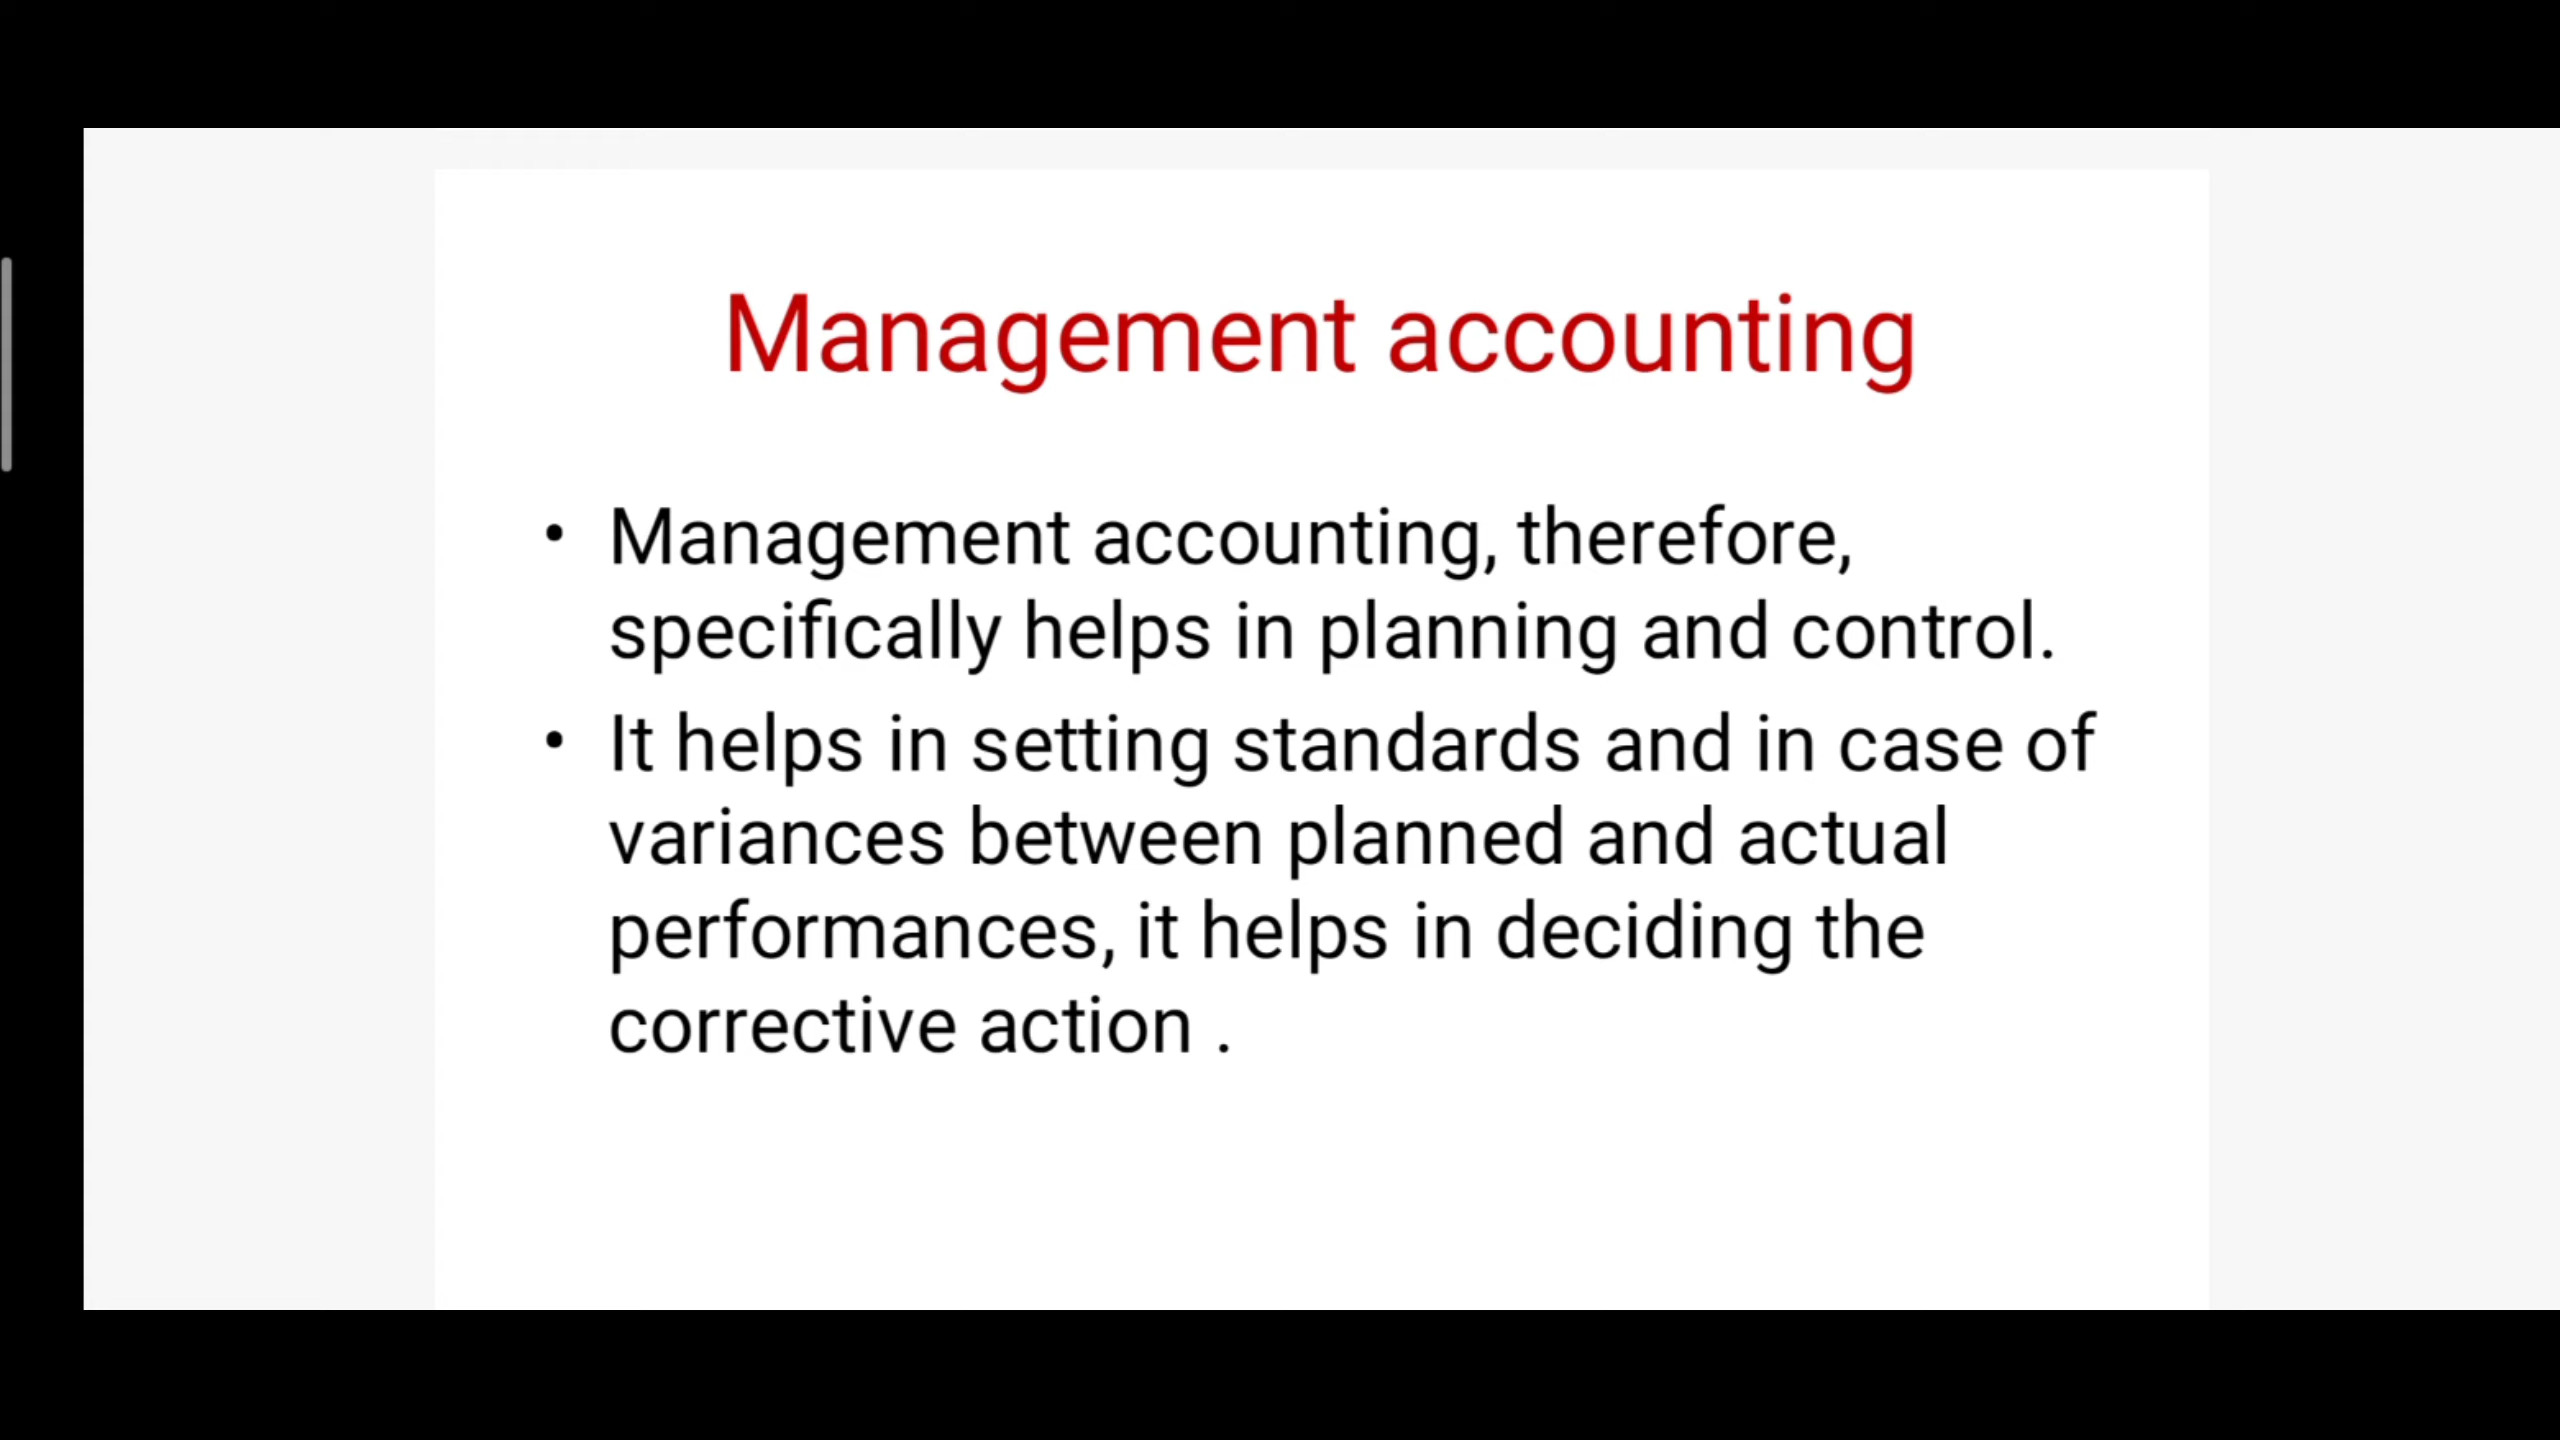 Management accounting
• Management accounting, therefore,
specifically helps in planning and control.
• It helps in setting standards and in case of
variances between planned and actual
performances, it helps in deciding the
corrective action .